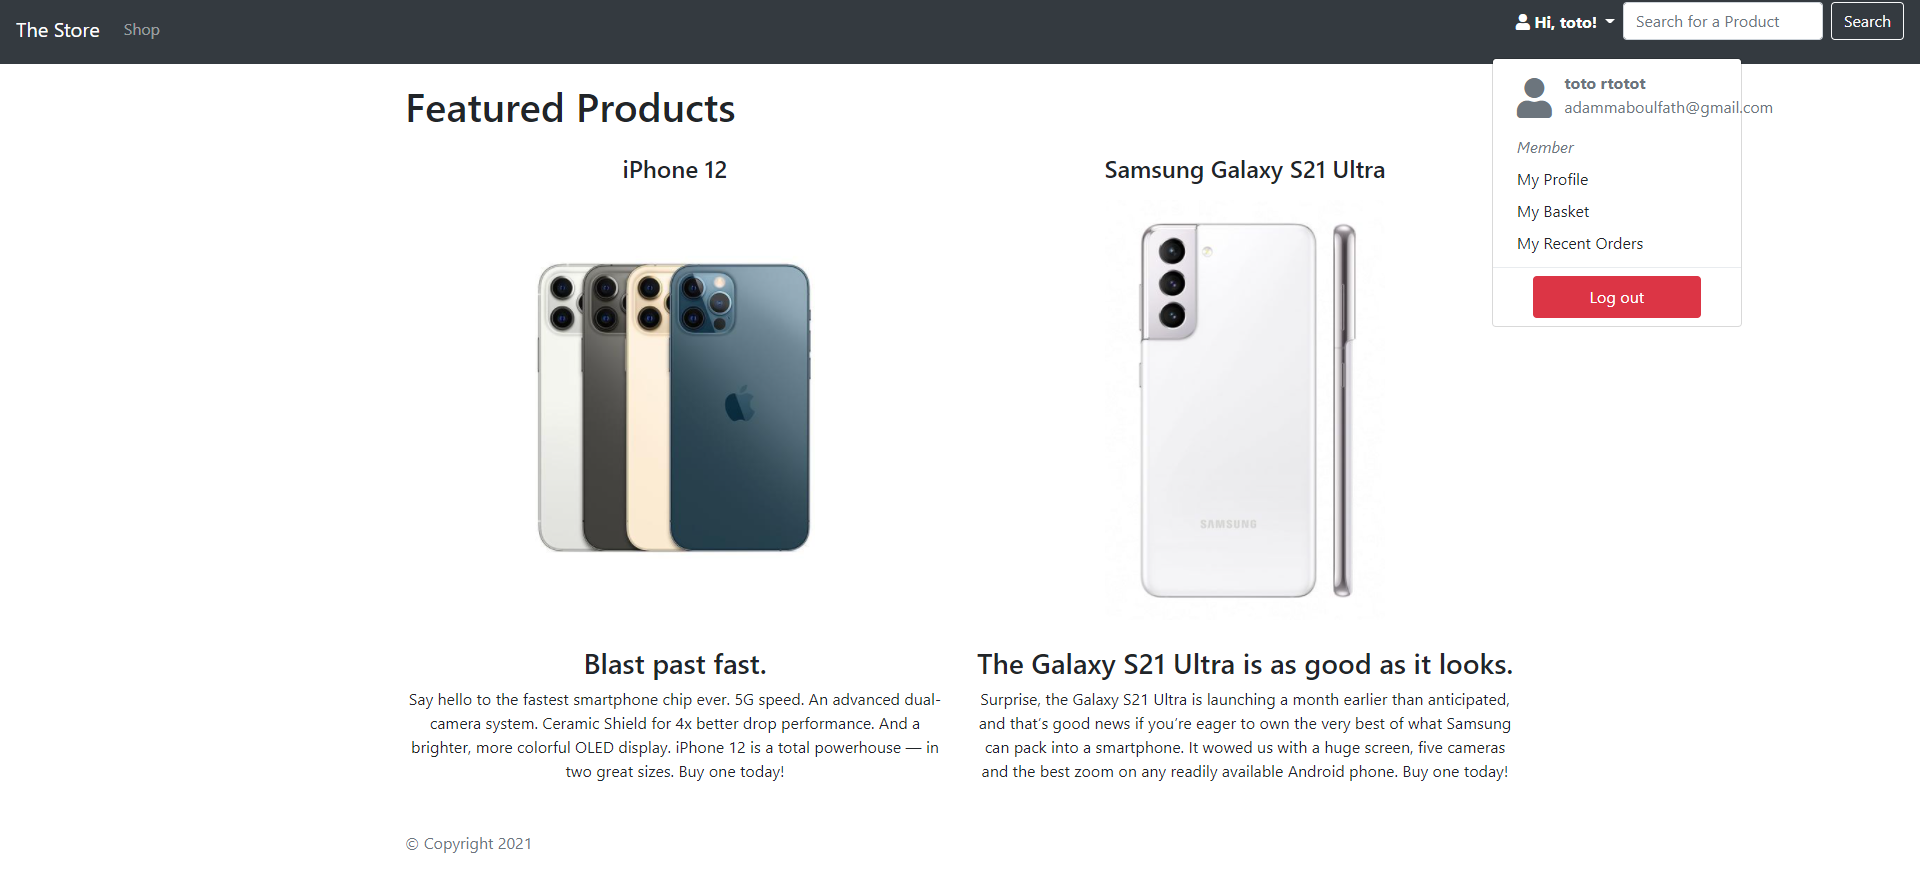 The Store
Shop
Hi, toto!
Search for a Product
Search
toto rtotot
adammaboulfath@gmail.com
Member
My Profile
My Basket
My Recent Orders
Log out
Featured Products
iPhone 12
Samsung Galaxy S21 Ultra
SAMSUNG
Blast past fast.
Say hello to the fastest smartphone chip ever. 5G speed. An advanced dual-
camera system. Ceramic Shield for 4x better drop performance. And a
brighter, more colorful OLED display. iPhone 12 is a total powerhouse — in
two great sizes. Buy one today!
The Galaxy S21 Ultra is as good as it looks.
Surprise, the Galaxy S21 Ultra is launching a month earlier than anticipated,
and that’s good news if you’re eager to own the very best of what Samsung
can pack into a smartphone. It wowed us with a huge screen, five cameras
and the best zoom on any readily available Android phone. Buy one today!
© Copyright 2021